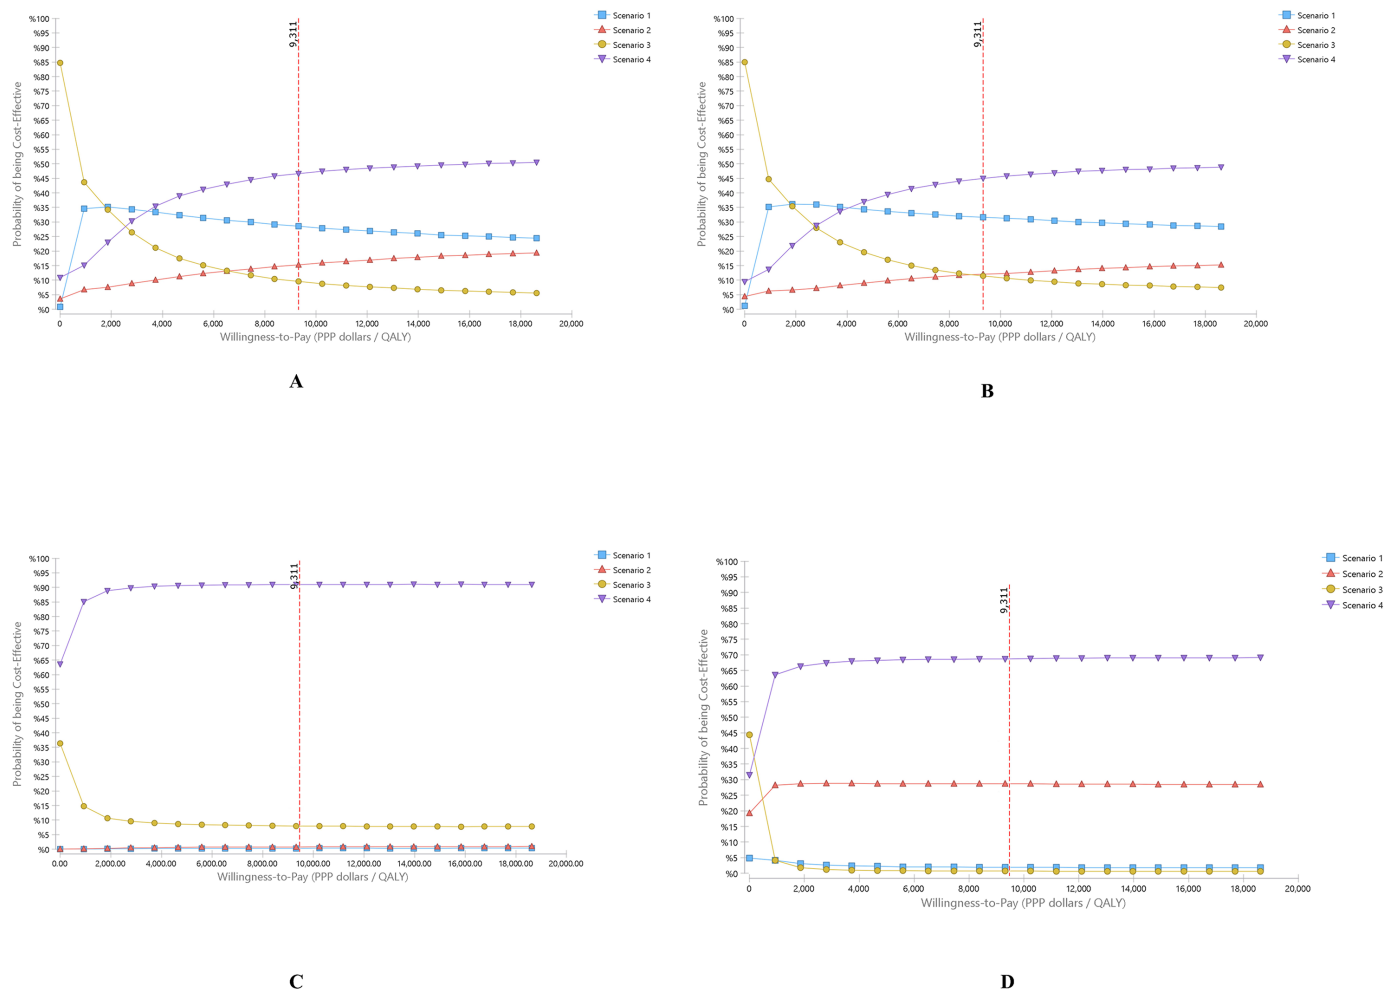 %100
%95
%90
%85
%80
%75
%70
%65
%60
%55
%50
%45
%40
%35
%30
%25
%20
%15
%10
%5
%0
Probability of being Cost-Effective
9,311
Scenario 1
Scenario 2
Scenario 3
Scenario 4
0 2,000 4,000 6,000 8,000 10,000 12,000 14,000 16,000 18,000 20,000
Willingness-to-Pay (PPP dollars / QALY)
A
%100
%95
%90
%85
%80
%75
%70
%65
%60
%55
%50
%45
%40
%35
%30
%25
%20
%15
%10
%5
%0
Probability of being Cost-Effective
9,311
Scenario 1
Scenario 2
Scenario 3
Scenario 4
0 2,000 4,000 6,000 8,000 10,000 12,000 14,000 16,000 18,000 20,000
Willingness-to-Pay (PPP dollars / QALY)
B
%100
%95
%90
%85
%80
%75
%70
%65
%60
%55
%50
%45
%40
%35
%30
%25
%20
%15
%10
%5
%0
Probability of being Cost-Effective
9,311
Scenario 1
Scenario 2
Scenario 3
Scenario 4
0.00 2,000,00 4,000,00 6,000,00 8,000,00 10,000,00 12,000,00 14,000,00 16,000,00 18,000,00 20,000,00
Willingness-to-Pay (PPP dollars / QALY)
C
%100
%95
%90
%85
%80
%75
%70
%65
%60
%55
%50
%45
%40
%35
%30
%25
%20
%15
%10
%5
%0
Probability of being Cost-Effective
9,311
Scenario 1
Scenario 2
Scenario 3
Scenario 4
0 2,000 4,000 6,000 8,000 10,000 12,000 14,000 16,000 18,000 20,000
Willingness-to-Pay (PPP dollars / QALY)
D